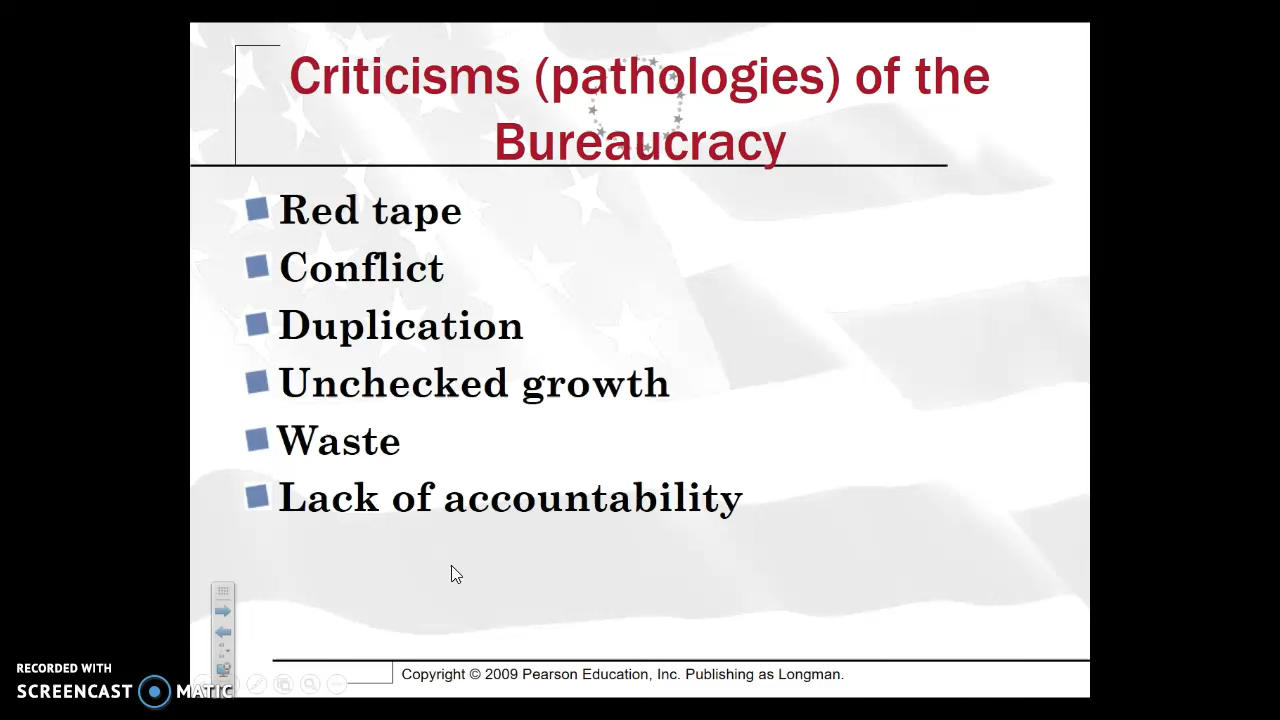 Criticisms (pathologies) of the
Bureaucracy
Red tape
Conflict
Duplication
Unchecked growth
Waste
Lack of accountability
Copyright © 2009 Pearson Education, Inc. Publishing as Longman.
RECORDED WITH
SCREENCAST MATIC